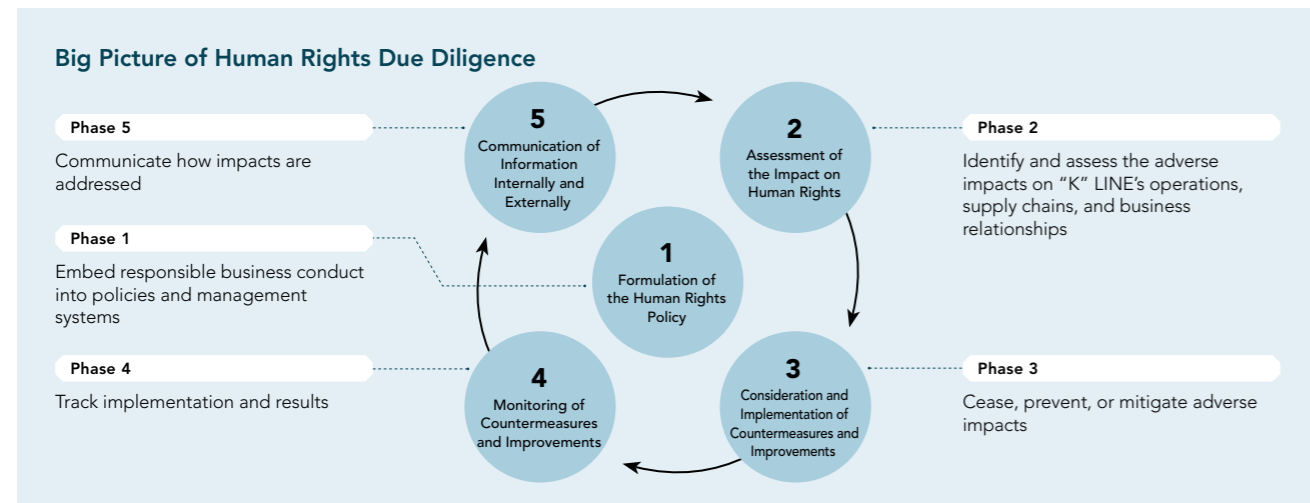 Big Picture of Human Rights Due Diligence
Phase 5
Communicate how impacts are
addressed
Phase 1
Embed responsible business conduct
into policies and management
systems
Phase 4
Track implementation and results
5
Communication of
Information
Internally and
Externally
2
Assessment of
the Impact on
Human Rights
1
Formulation of
the Human Rights
Policy
4
Monitoring of
Countermeasures
and Improvements
3
Consideration and
Implementation of
Countermeasures and
Improvements
Phase 2
Identify and assess the adverse
impacts on “K” LINE’s operations,
supply chains, and business
relationships
Phase 3
Cease, prevent, or mitigate adverse
impacts